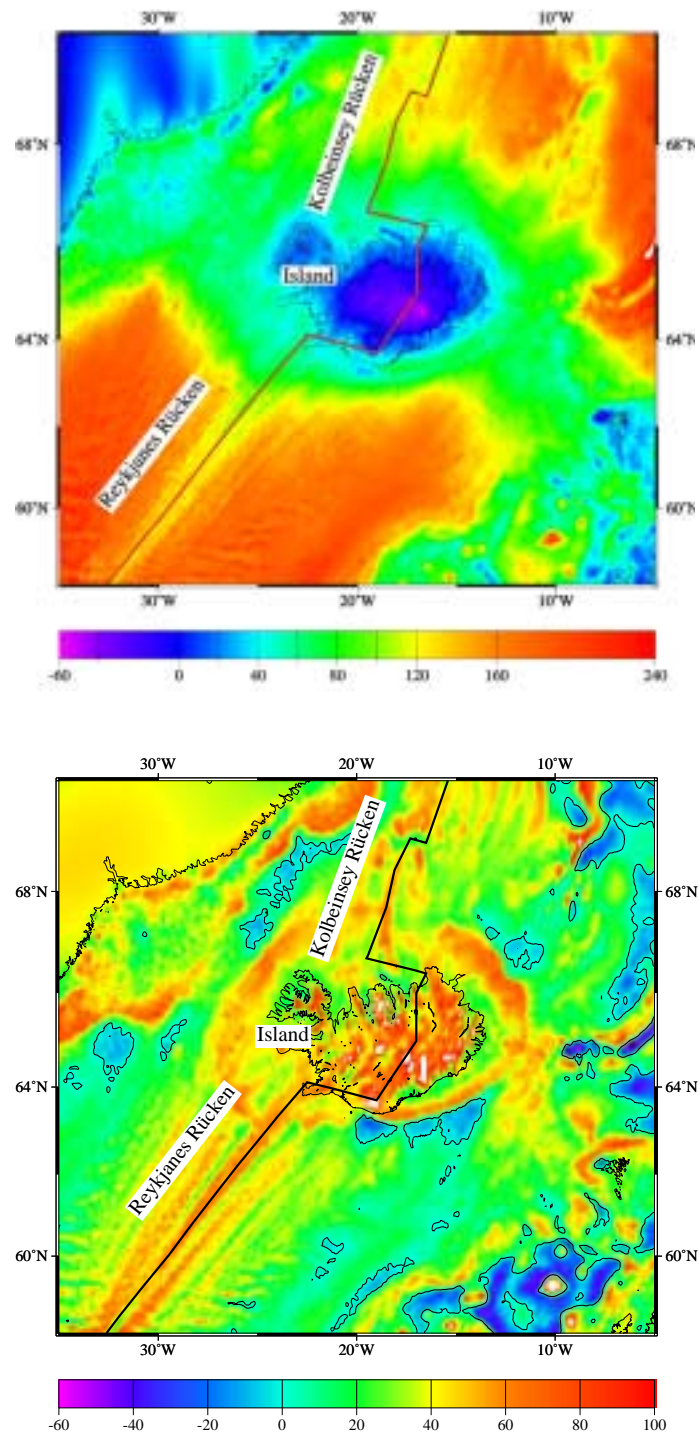 30°W 20°W 10°W
Kolbeinsey Rücken
68°N 68°N
Island
64°N 64°N
Reykjanes Rücken
60°N 60°N
30°W 20°W 10°W
-60 0 40 80 120 160 240
30°W 20°W 10°W
Kolbeinsey Rücken
68°N 68°N
Island
64°N 64°N
Reykjanes Rücken
60°N 60°N
30°W 20°W 10°W
-60 -40 -20 0 20 40 60 80 100